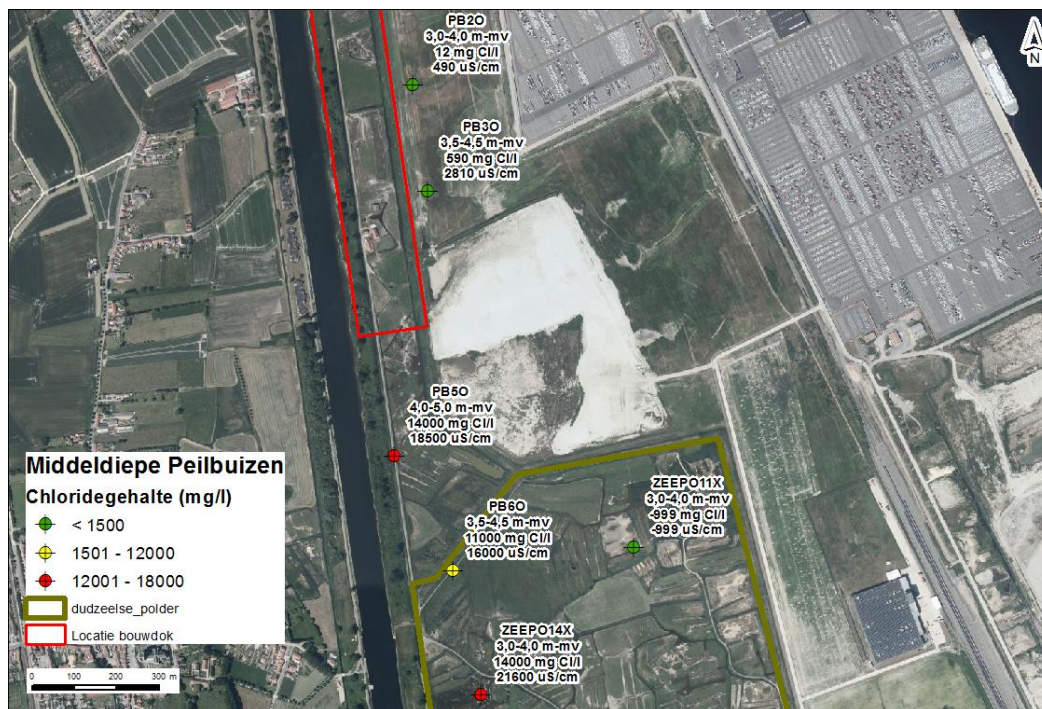 PB2O
3,0-4,0 m-mv
12 mg Cl/l
490 uS/cm
N
PB3O
3,5-4,5 m-mv
590 mg Cl/l
2810 uS/cm
PB5O
4,0-5,0 m-mv
14000 mg Cl/l
18500 uS/cm
ZEEPO11X
3,0-4,0 m-mv
-999 mg Cl/l
-999 uS/cm
PB6O
3,5-4,5 m-mv
11000 mg Cl/l
16000 uS/cm
ZEEPO14X
3,0-4,0 m-mv
14000 mg Cl/l
21600 uS/cm
Middeldiepe Peilbuizen
Chloridegehalte (mg/l)
< 1500
1501 - 12000
12001 - 18000
dudzeelse_polder
Locatie bouwdok
0 100 200 300 m